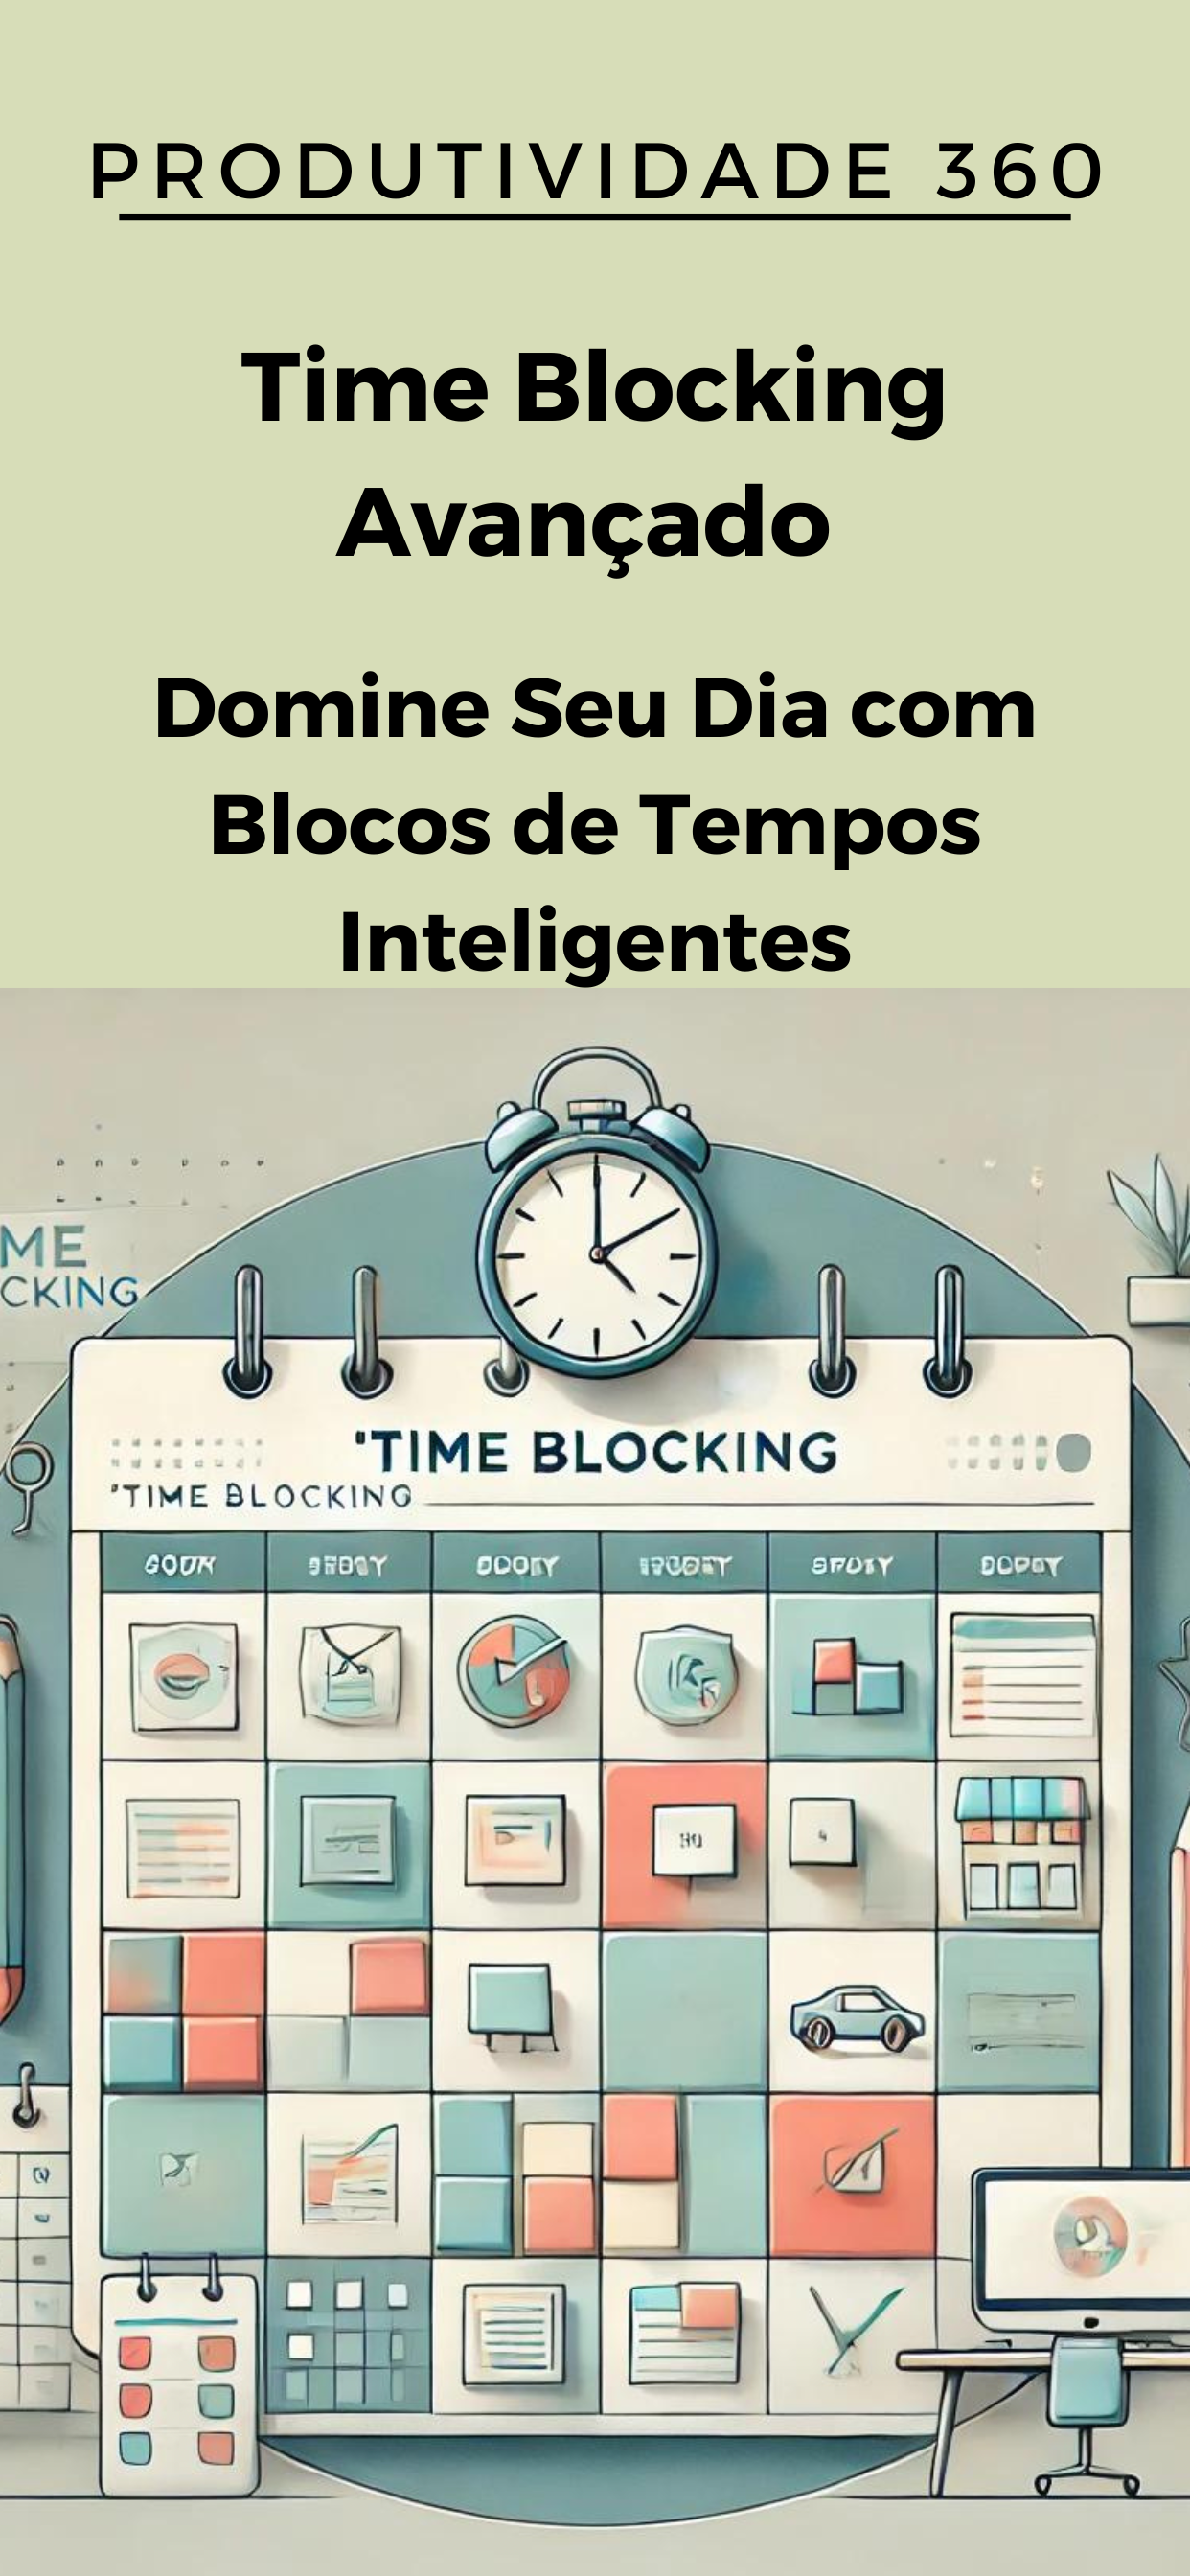 PRODUTIVIDADE 360
Time Blocking
Avançado
Domine Seu Dia com
Blocos de Tempos
Inteligentes
ME
CKING
'TIME BLOCKING
'TIME BLOCKING